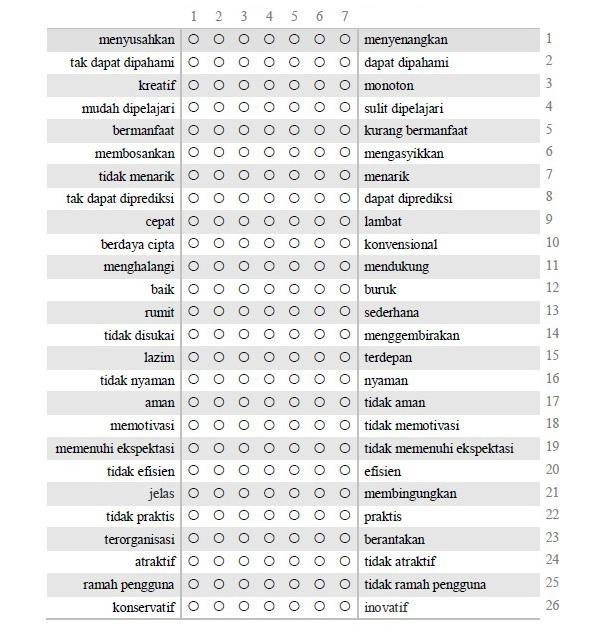 1 2 3 4 5 6 7
menyusahkan menyenangkan 1
tak dapat dipahami dapat dipahami 2
kreatif monoton 3
mudah dipelajari sulit dipelajari 4
bermanfaat kurang bermanfaat 5
membosankan mengasyikkan 6
tidak menarik menarik 7
tak dapat diprediksi dapat diprediksi 8
cepat lambat 9
berdaya cipta konvensional 10
menghalangi mendukung 11
baik buruk 12
rumit sederhana 13
tidak disukai menggembirakan 14
lazim terdepan 15
tidak nyaman nyaman 16
aman tidak aman 17
memotivasi tidak memotivasi 18
memenuhi ekspektasi tidak memenuhi ekspektasi 19
tidak efisien efisien 20
jelas membingungkan 21
tidak praktis praktis 22
terorganisasi berantakan 23
atraktif tidak atraktif 24
ramah pengguna tidak ramah pengguna 25
konservatif inovatif 26